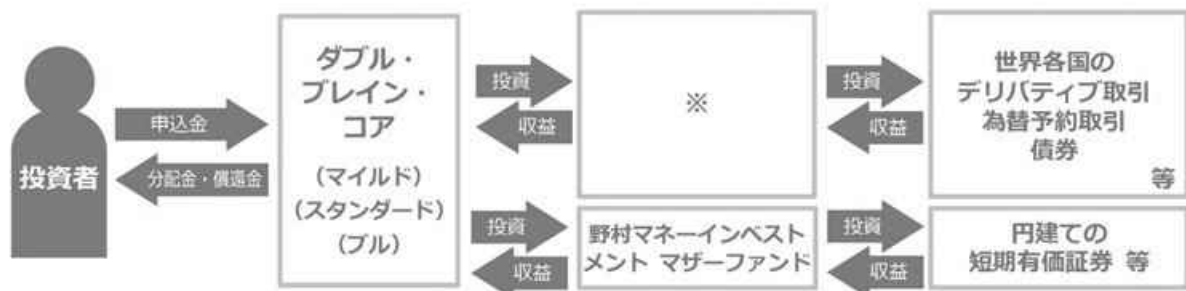 投資者
申込金
分配金・償還金
ダブル・
ブレイン・
コア
(マイルド)
(スタンダード)
(ブル)
投資
収益
※
投資
収益
世界各国の
デリバティブ取引
為替予約取引
債券
等
投資
収益
野村マネーインベスト
メント マザーファンド
投資
収益
円建ての
短期有価証券 等